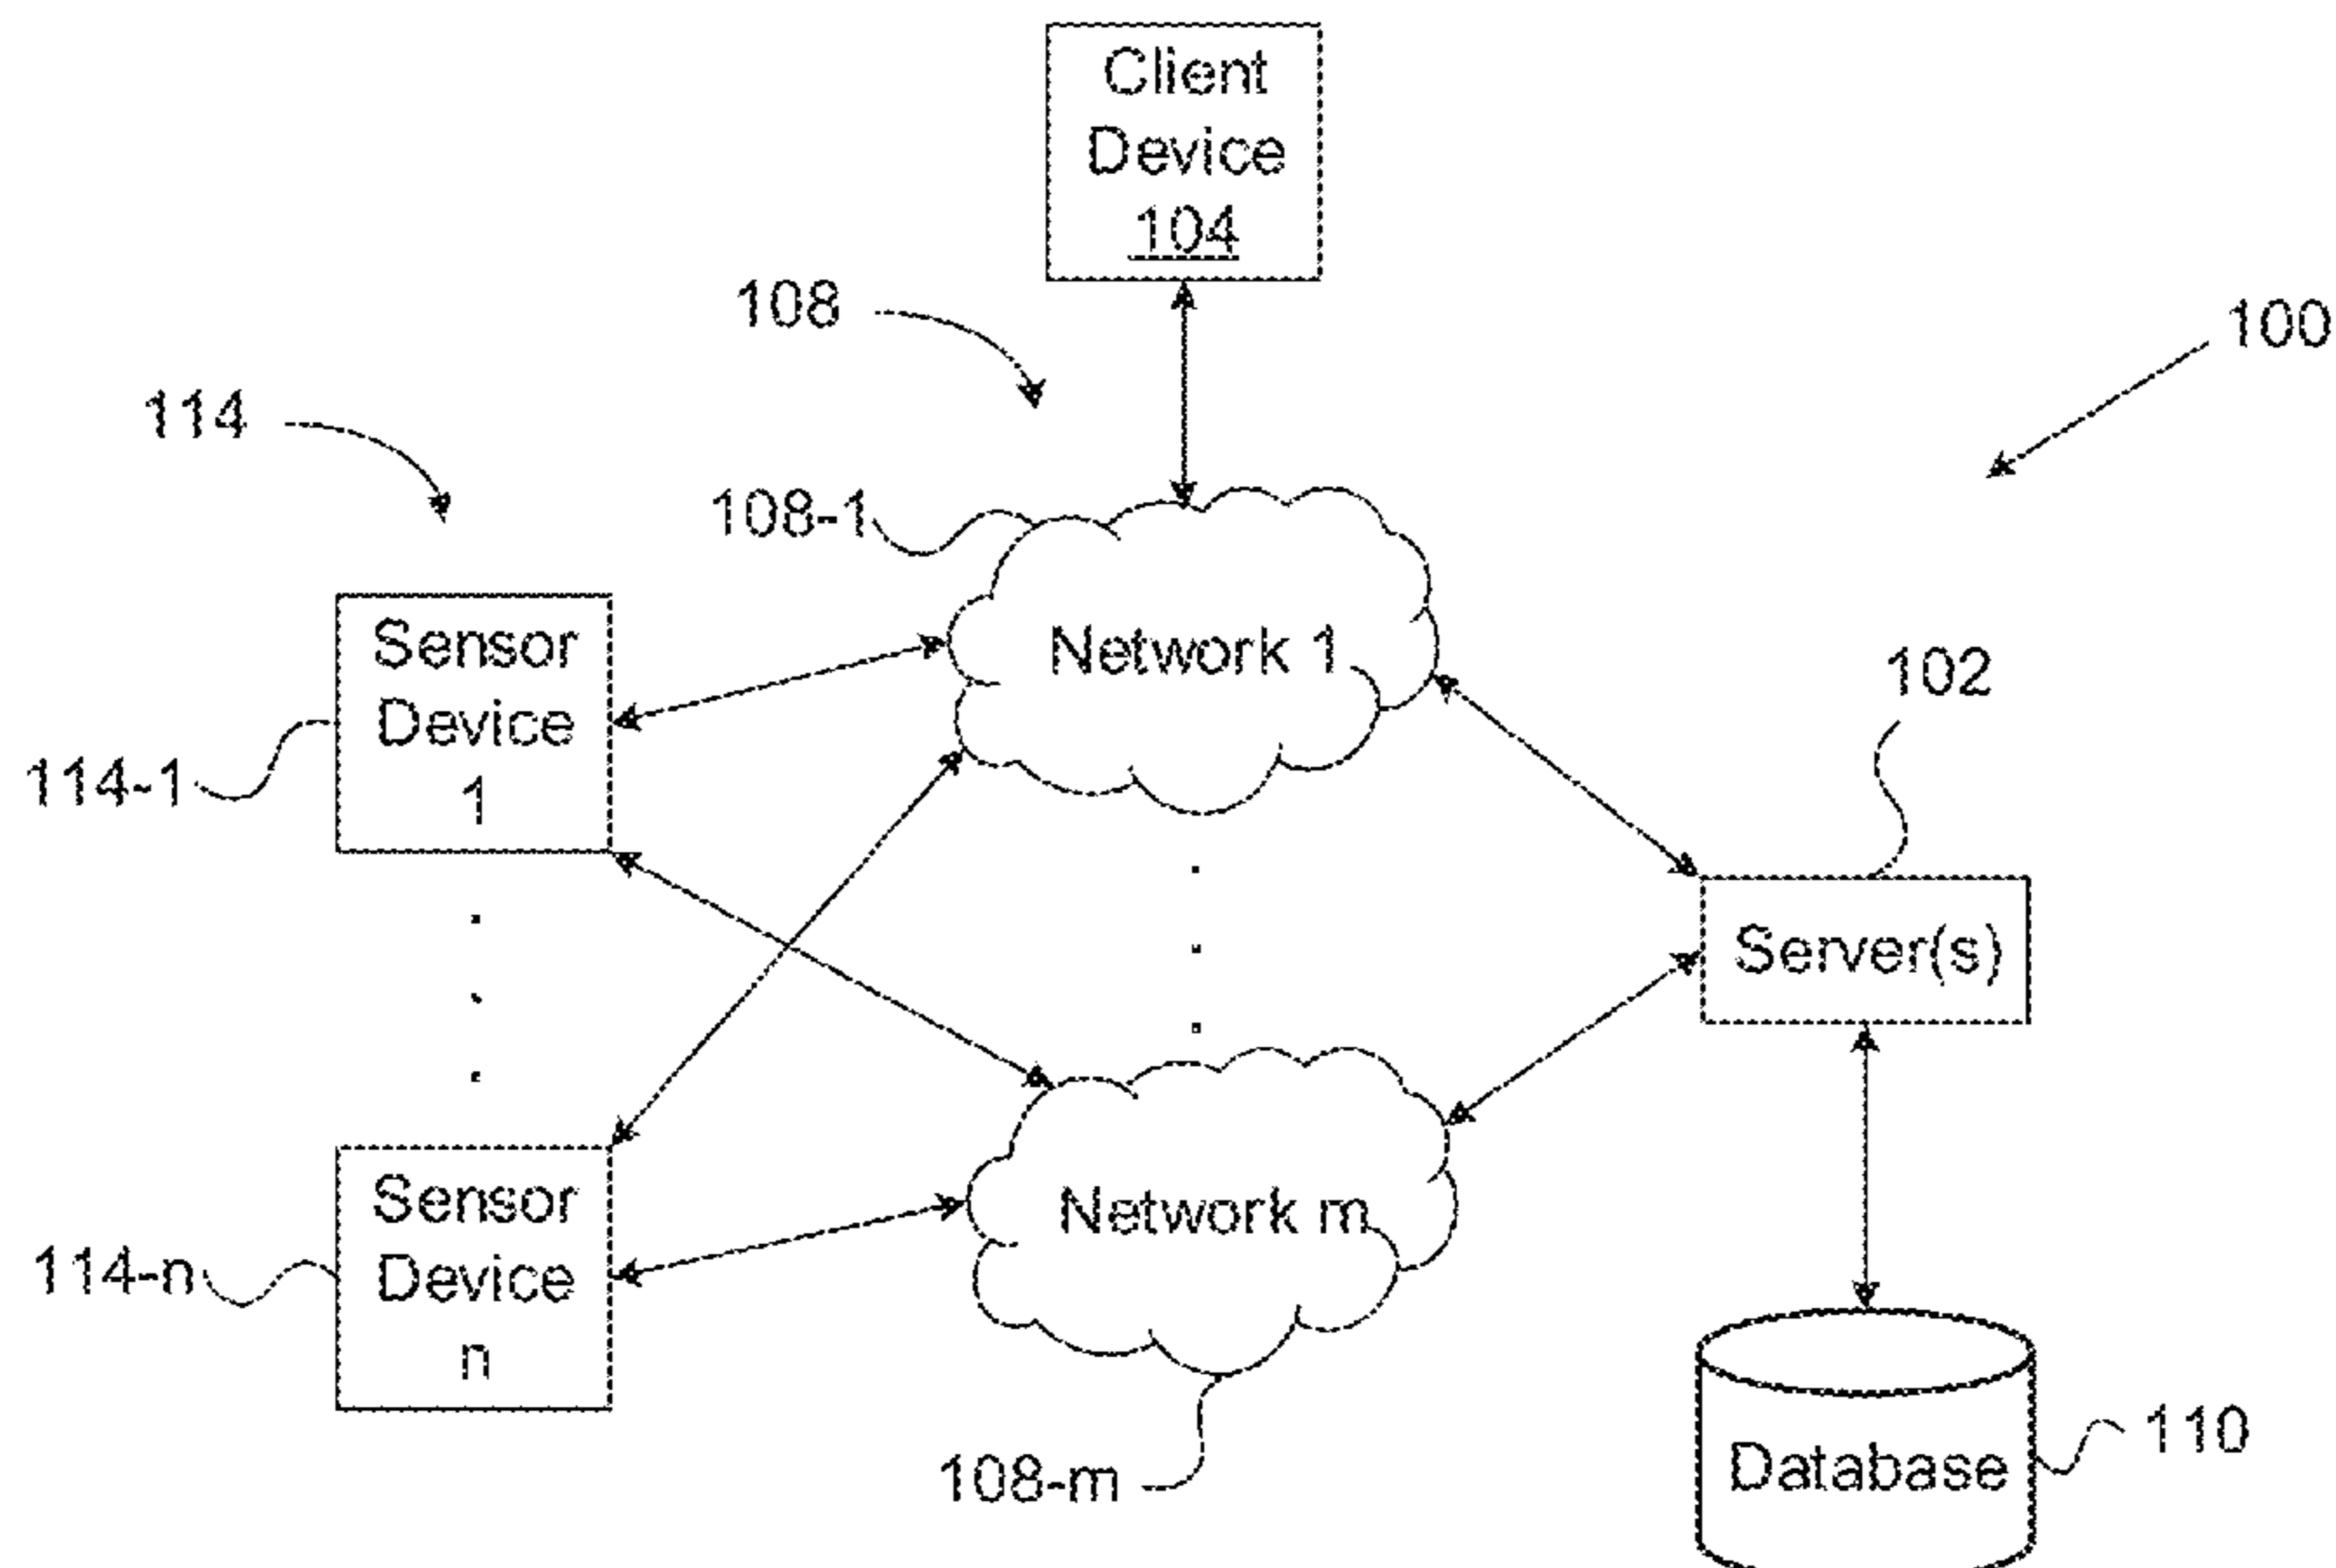 Client
Device
104
108
100
114
108-1
Sensor
Device
1
Network 1
102
114-1
Server(s)
Sensor
Device
n
Network m
114-n
110
Database
108-m